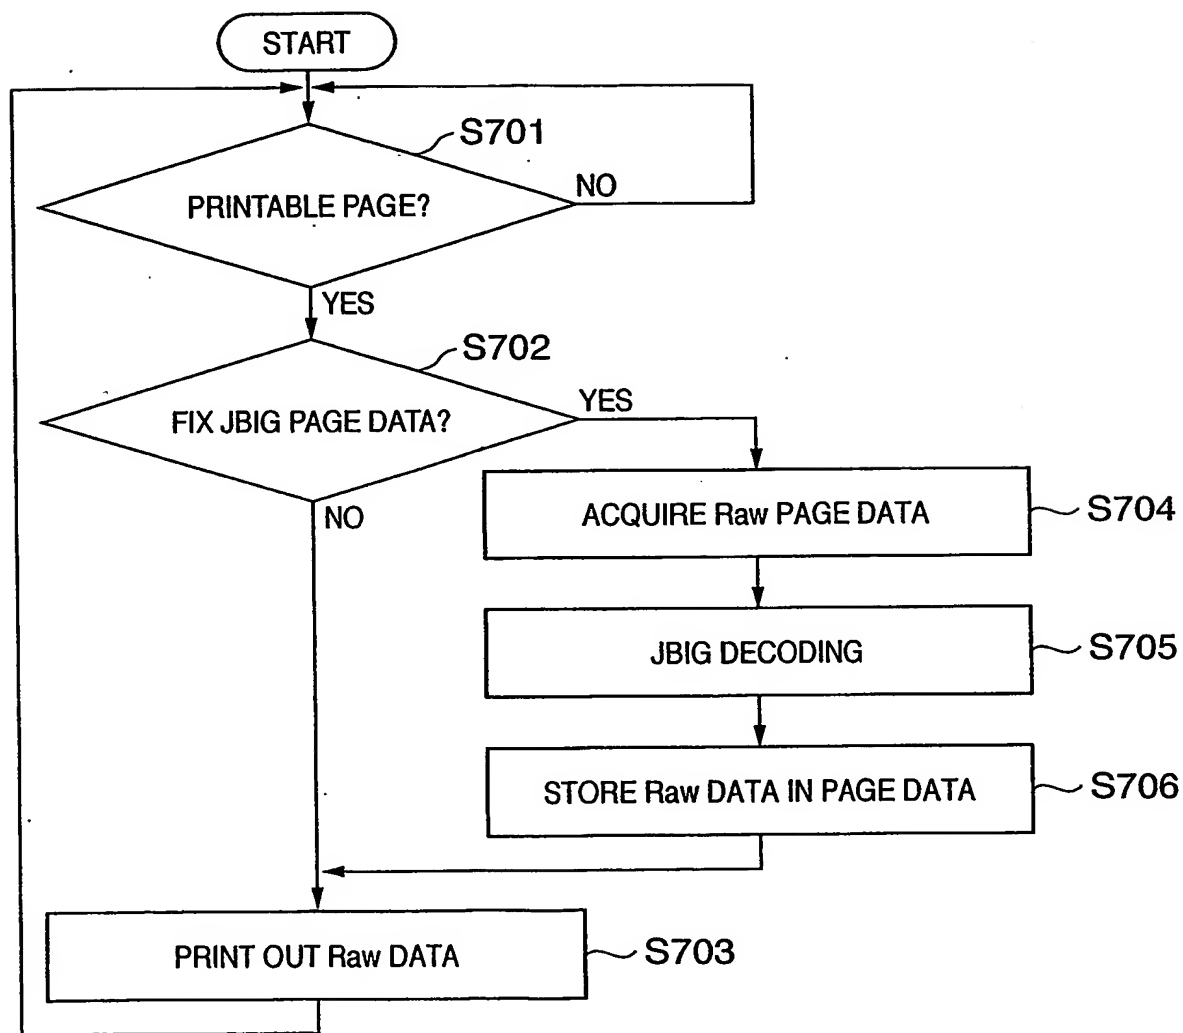 START
S701
PRINTABLE PAGE?
NO
YES
S702
FIX JBIG PAGE DATA?
YES
NO
ACQUIRE Raw PAGE DATA
S704
JBIG DECODING
S705
STORE Raw DATA IN PAGE DATA
S706
PRINT OUT Raw DATA
S703